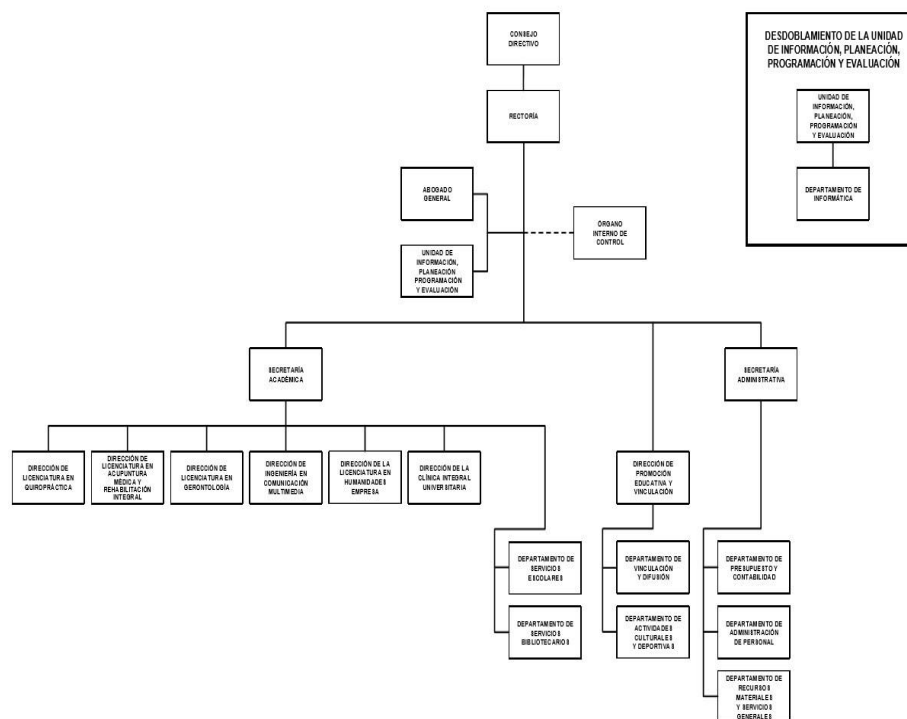 CONSEJO
DIRECTIVO
DESDOBLAMIENTO DE LA UNIDAD
DE INFORMACIÓN, PLANEACIÓN,
PROGRAMACIÓN Y EVALUACIÓN
RECTORÍA
UNIDAD DE
INFORMACIÓN,
PLANEACIÓN,
PROGRAMACIÓN
Y EVALUACIÓN
DEPARTAMENTO DE
INFORMÁTICA
ABOGADO
GENERAL
ÓRGANO
INTERNO DE
CONTROL
UNIDAD DE
INFORMACIÓN,
PLANEACIÓN
PROGRAMACIÓN
Y EVALUACIÓN
SECRETARÍA
ACADÉMICA
SECRETARÍA
ADMINISTRATIVA
DIRECCIÓN DE
LICENCIATURA EN
QUIROPRÁCTICA
DIRECCIÓN DE
LICENCIATURA EN
ACUPUNTURA
MÉDICA Y
REHABILITACIÓN
INTEGRAL
DIRECCIÓN DE
LICENCIATURA EN
GERONTOLOGÍA
DIRECCIÓN DE
INGENIERÍA EN
COMUNICACIÓN
MULTIMEDIA
DIRECCIÓN DE LA
LICENCIATURA EN
HUMANIDADES
EMPRESA
DIRECCIÓN DE LA
CLÍNICA INTEGRAL
UNIVERSITARIA
DIRECCIÓN DE
PROMOCIÓN
EDUCATIVA Y
VINCULACIÓN
DEPARTAMENTO DE
SERVICIOS
ESCOLARES
DEPARTAMENTO DE
SERVICIOS
BIBLIOTECARIOS
DEPARTAMENTO DE
VINCULACIÓN
Y DIFUSIÓN
DEPARTAMENTO DE
ACTIVIDADES
CULTURALES
Y DEPORTIVAS
DEPARTAMENTO DE
PRESUPUESTO Y
CONTABILIDAD
DEPARTAMENTO DE
ADMINISTRACIÓN
DE PERSONAL
DEPARTAMENTO DE
RECURSOS
MATERIALES
Y SERVICIOS
GENERALES